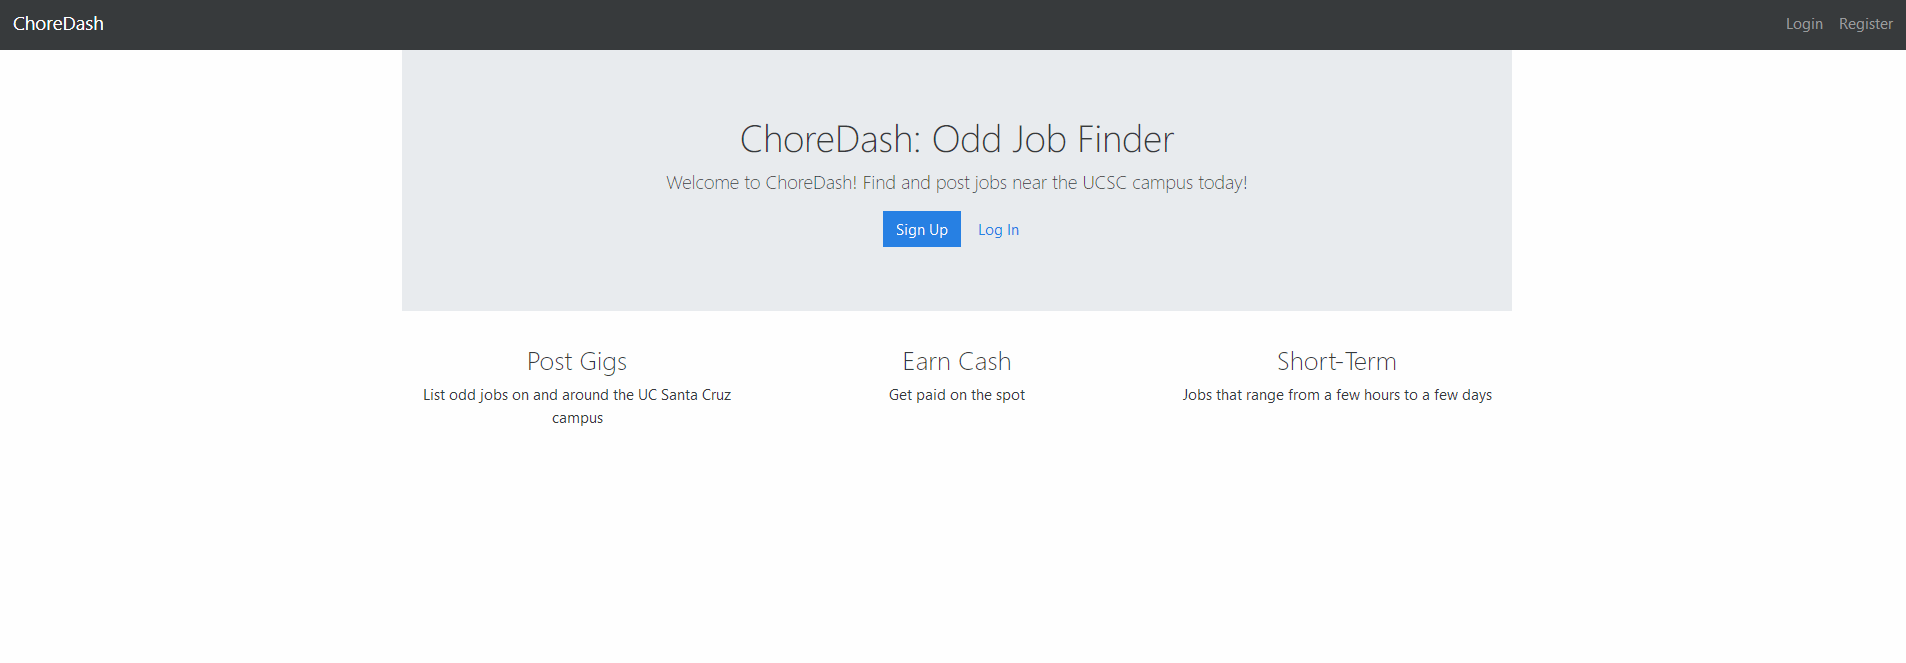 ChoreDash
Login Register
ChoreDash: Odd Job Finder
Welcome to ChoreDash! Find and post jobs near the UCSC campus today!
Sign Up Log In
Post Gigs
List odd jobs on and around the UC Santa Cruz
campus
Earn Cash
Get paid on the spot
Short-Term
Jobs that range from a few hours to a few days